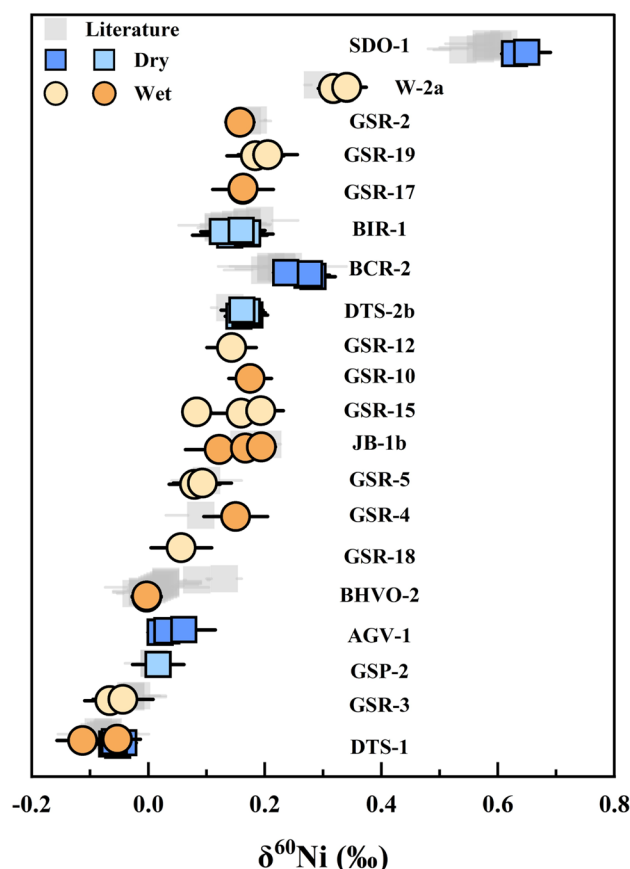 Literature
Dry
Wet
SDO-1
W-2a
GSR-2
GSR-19
GSR-17
BIR-1
BCR-2
DTS-2b
GSR-12
GSR-10
GSR-15
JB-1b
GSR-5
GSR-4
GSR-18
BHVO-2
AGV-1
GSP-2
GSR-3
DTS-1
-0.2 0.0 0.2 0.4 0.6 0.8
δ⁶⁰Ni (‰)